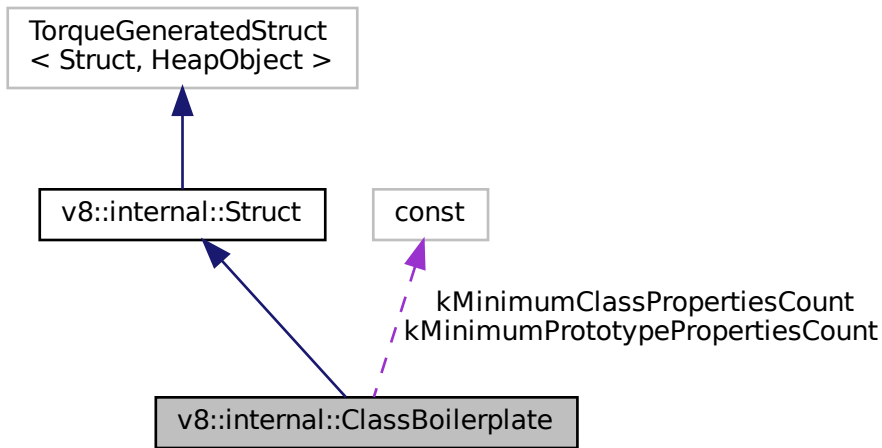 TorqueGeneratedStruct
< Struct, HeapObject >
v8::internal::Struct
const
kMinimumClassPropertiesCount
kMinimumPrototypePropertiesCount
v8::internal::ClassBoilerplate